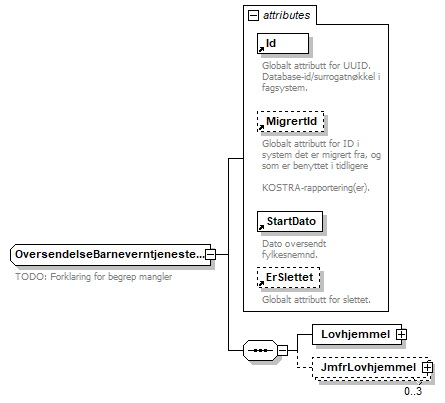 attributes
Id
Globalt attributt for UUID.
Database-id/surrogatnøkkel i
fagsystem.
MigrertId
Globalt attributt for ID i
system det er migrert fra, og
som er benyttet i tidligere
KOSTRA-rapportering(er).
StartDato
Dato oversendt
fylkesnemnd.
ErSlettet
Globalt attributt for slettet.
OversendelseBarneverntjeneste...
TODO: Forklaring for begrep mangler
Lovhjemmel
JmfrLovhjemmel
0..3